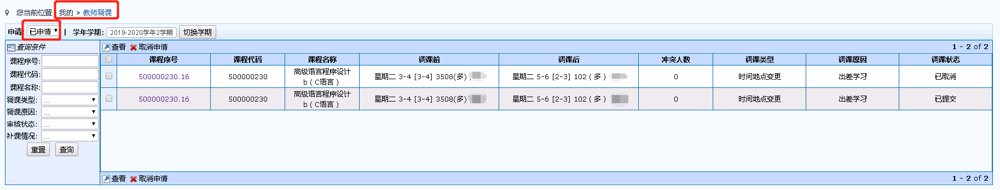 您当前位置：我的 > 教师调课
申请: 已申请 | 学年学期: 2019-2020学年2学期 切换学期
查询条件
课程序号:
课程代码:
课程名称:
调课类型: ...
调课原因: ...
审核状态: ...
补课情况: ...
重置 查询
查看 取消申请 1 - 2 of 2
课程序号 课程代码 课程名称 调课前 调课后 冲突人数 调课类型 调课原因 调课状态
500000230.16 500000230 高级语言程序设计b（C语言） 星期二 3-4 [3-4] 3508(多) 星期二 5-6 [2-3] 102（多） 0 时间地点变更 出差学习 已取消
500000230.16 500000230 高级语言程序设计b（C语言） 星期二 3-4 [3-4] 3508(多) 星期二 5-6 [2-3] 102（多） 0 时间地点变更 出差学习 已提交
查看 取消申请 1 - 2 of 2